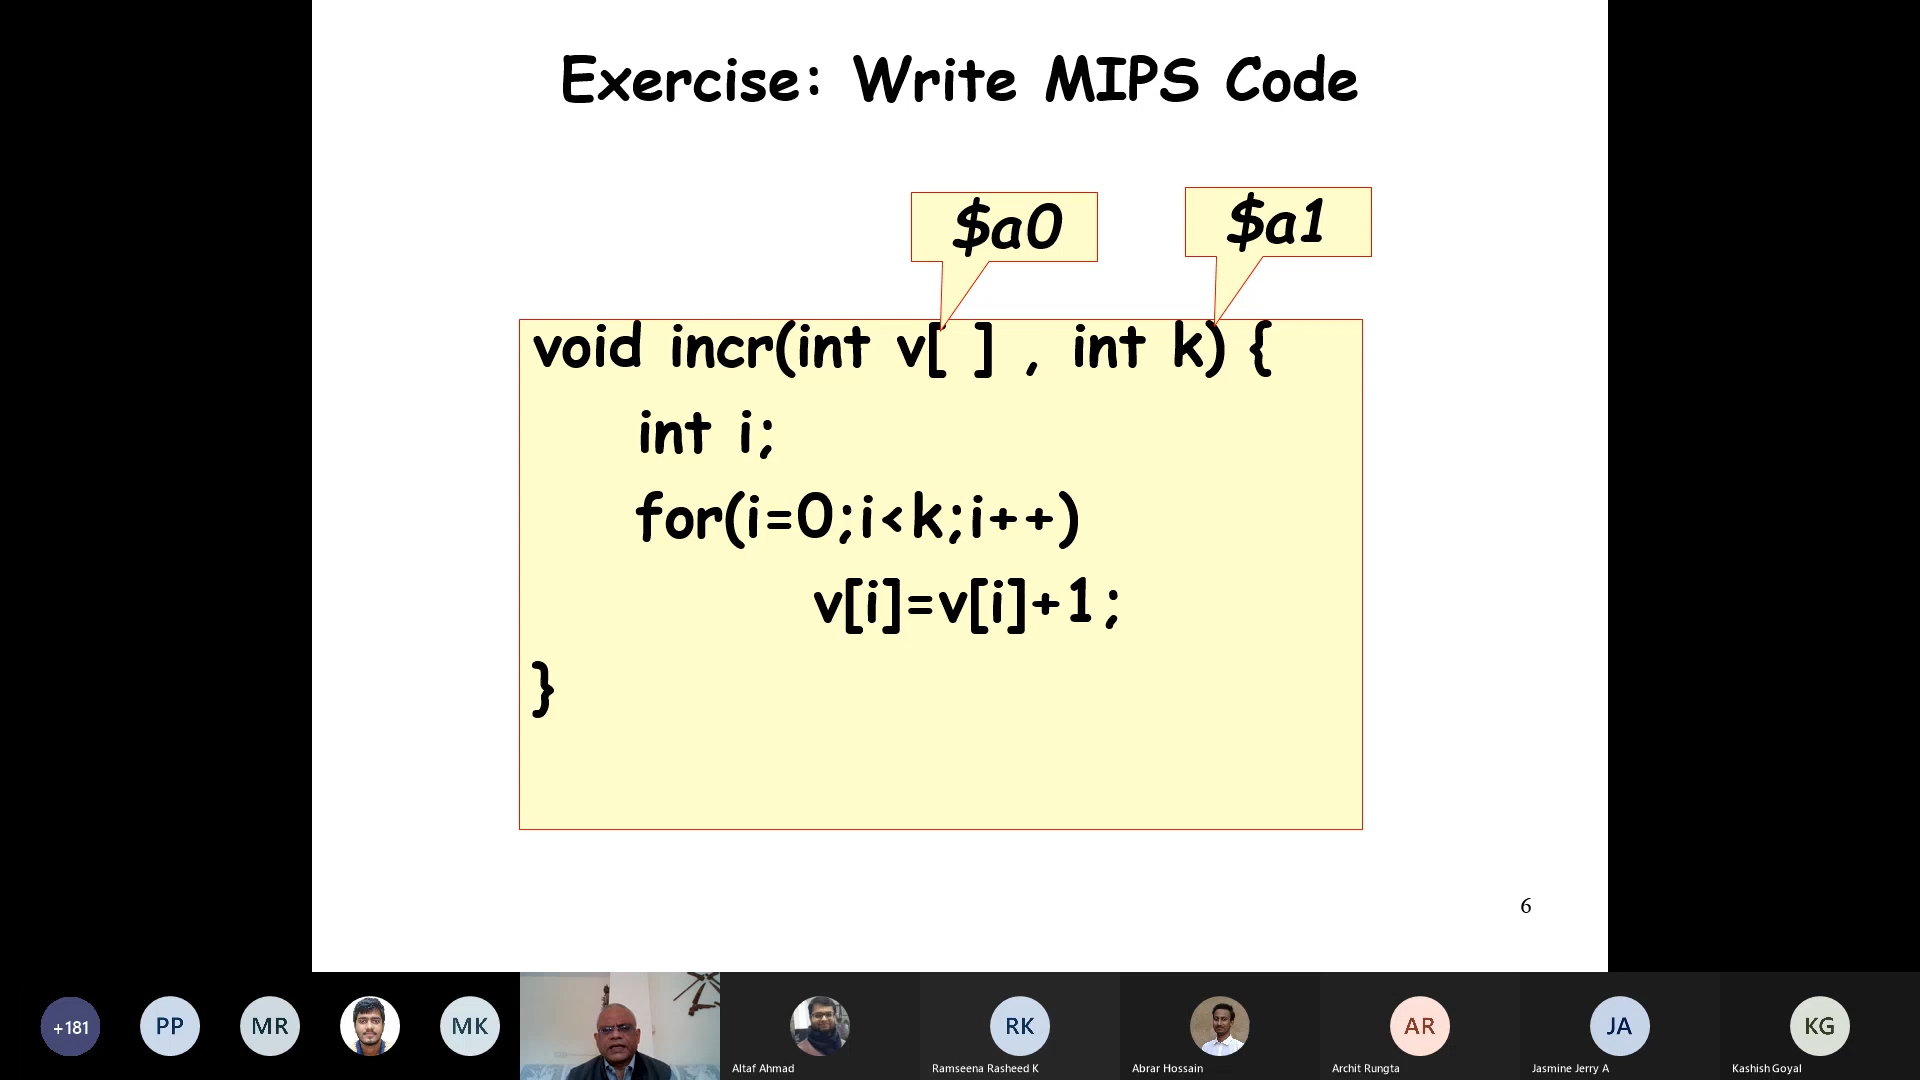 Exercise: Write MIPS Code
$a0
$a1
void incr(int v[ ] , int k) {
int i;
for(i=0;i<k;i++)
v[i]=v[i]+1;
}
6
+181
PP
MR
MK
RK
AR
JA
KG
Altaf Ahmad
Ramseena Rasheed K
Abrar Hossain
Archit Rungta
Jasmine Jerry A
Kashish Goyal